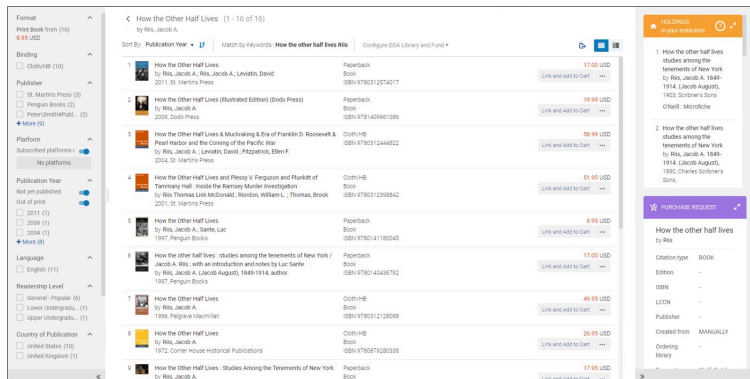 Format
Print Book from (16)
9.95 USD
Binding
Cloth/HB (10)
Publisher
St. Martin's Press (3)
Penguin Books (2)
Peter\Smith#Publ... (2)
+ More (9)
Platform
Subscribed platforms
No platforms
Publication Year
Not yet published
Out of print
2011 (1)
2009 (1)
2004 (1)
+ More (8)
Language
English (11)
Readership Level
General - Popular (6)
Lower Undergradu... (1)
Upper Undergradu... (1)
Country of Publication
United States (10)
United Kingdom (1)
How the Other Half Lives (1 - 16 of 16)
by Riis, Jacob A.
Sort By: Publication Year Match by Keywords : How the other half lives Riis Configure DDA Library and Fund
1 How the Other Half Lives Paperback 17.00 USD
by Riis, Jacob A.; Riis, Jacob A.; Leviatin, David Book Link and Add to Cart
2011, St. Martin's Press ISBN 9780312574017
2 How the Other Half Lives (Illustrated Edition) (Dodo Press) Paperback 19.99 USD
by Riis, Jacob A. Book Link and Add to Cart
2009, Dodo Press ISBN 9781409961086
3 How the Other Half Lives & Muckraking & Era of Franklin D. Roosevelt & Cloth/HB 58.99 USD
Pearl Harbor and the Coming of the Pacific War Book Link and Add to Cart
by Riis, Jacob A. ; Leviatin, David ; Fitzpatrick, Ellen F. ISBN 9780312444822
2004, St. Martin's Press
4 How the Other Half Lives and Plessy V. Ferguson and Plunkitt of Cloth/HB 51.95 USD
Tammany Hall : Inside the Ramsey Murder Investigation Book Link and Add to Cart
by Riis Thomas Link McDonald ; Riordon, William L. ; Thomas, Brook ISBN 9780312398842
2001, St. Martin's Press
5 How the Other Half Lives Paperback 9.95 USD
by Riis, Jacob A.; Sante, Luc Book Link and Add to Cart
1997, Penguin Books ISBN 9780141180048
6 How the other half lives : studies among the tenements of New York / Paperback 17.00 USD
Jacob A. Riis ; with an introduction and notes by Luc Sante Book Link and Add to Cart
by Riis, Jacob A. (Jacob August), 1849-1914, author. ISBN 9780140436792
1997, Penguin Books
7 How the Other Half Lives Cloth/HB 49.95 USD
by Riis, Jacob A. Book Link and Add to Cart
1996, Palgrave Macmillan ISBN 9780312128098
8 How the Other Half Lives Cloth/HB 26.95 USD
by Riis, Jacob A. Book Link and Add to Cart
1972, Corner House Historical Publications ISBN 9780879280338
9 How the Other Half Lives : Studies Among the Tenements of New York Paperback 17.95 USD
by Riis, Jacob A. Book Link and Add to Cart
HOLDINGS
in your institution
1 How the other half lives
studies among the
tenements of New York
by Riis, Jacob A. 1849-
1914. (Jacob August),
1903, Scribner's Sons
O'Neill : Microfiche
2 How the other half lives
studies among the
tenements of New York
by Riis, Jacob A. 1849-
1914. (Jacob August),
1890, Charles Scribner's
Sons.
PURCHASE REQUEST
How the other half lives
by Riis
Citation type BOOK
Edition -
ISBN -
LCCN -
Publisher -
Created from MANUALLY
Ordering -
library